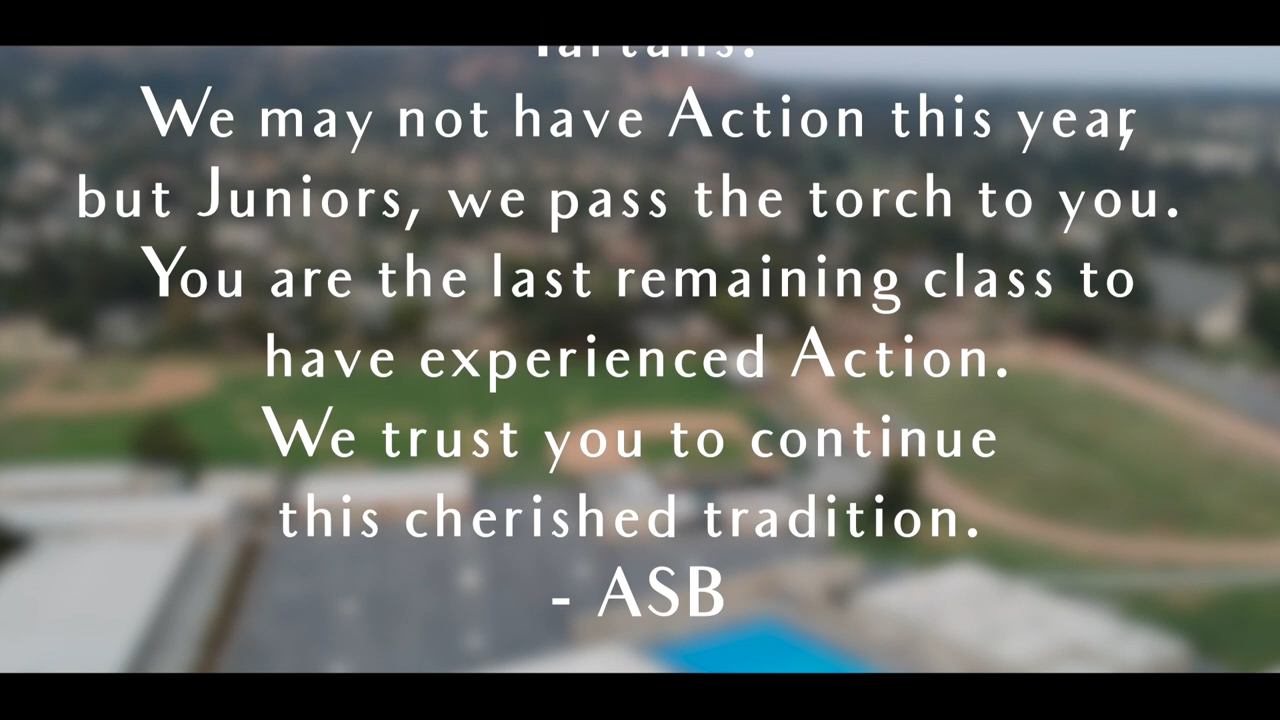 Tartans.
We may not have Action this year,
but Juniors, we pass the torch to you.
You are the last remaining class to
have experienced Action.
We trust you to continue
this cherished tradition.
- ASB